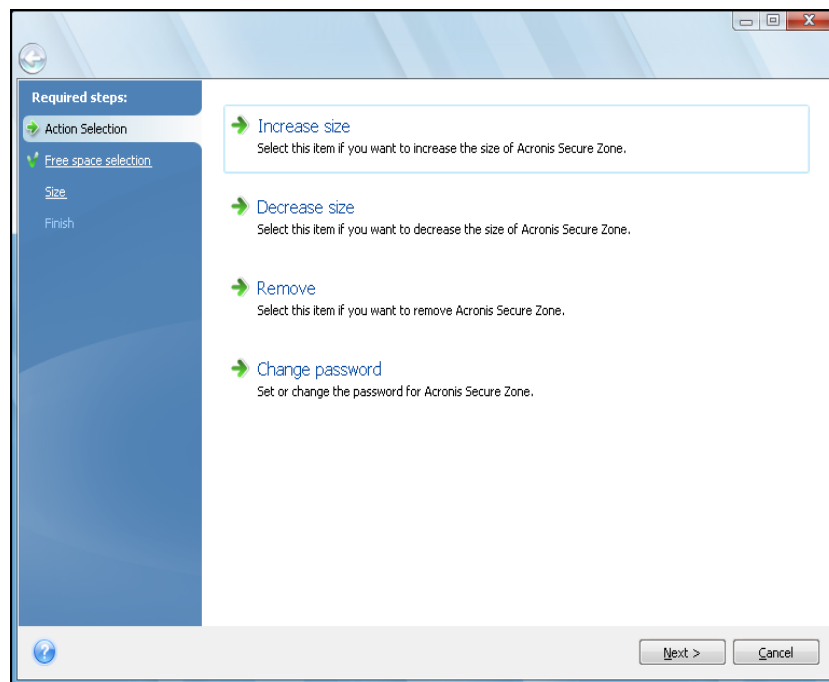 Required steps:
Action Selection
Free space selection
Size
Finish
Increase size
Select this item if you want to increase the size of Acronis Secure Zone.
Decrease size
Select this item if you want to decrease the size of Acronis Secure Zone.
Remove
Select this item if you want to remove Acronis Secure Zone.
Change password
Set or change the password for Acronis Secure Zone.
Next >
Cancel